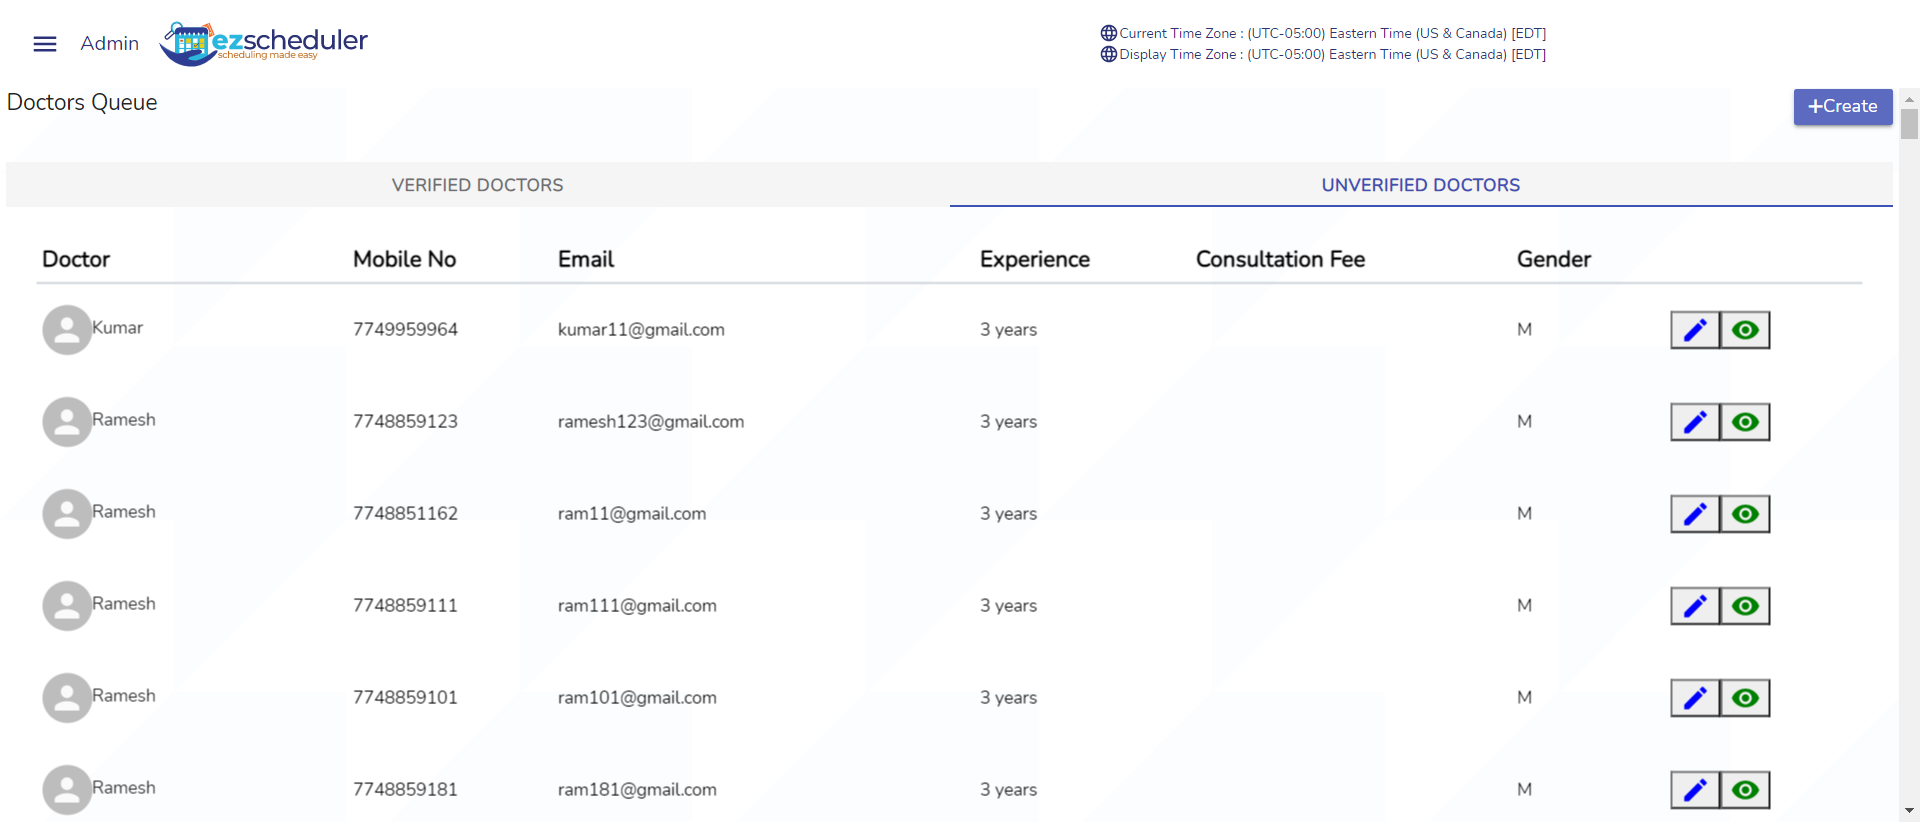 Admin
ezscheduler
scheduling made easy
Current Time Zone : (UTC-05:00) Eastern Time (US & Canada) [EDT]
Display Time Zone : (UTC-05:00) Eastern Time (US & Canada) [EDT]
Doctors Queue
+Create
VERIFIED DOCTORS UNVERIFIED DOCTORS
Doctor Mobile No Email Experience Consultation Fee Gender
Kumar 7749959964 kumar11@gmail.com 3 years M
Ramesh 7748859123 ramesh123@gmail.com 3 years M
Ramesh 7748851162 ram11@gmail.com 3 years M
Ramesh 7748859111 ram111@gmail.com 3 years M
Ramesh 7748859101 ram101@gmail.com 3 years M
Ramesh 7748859181 ram181@gmail.com 3 years M